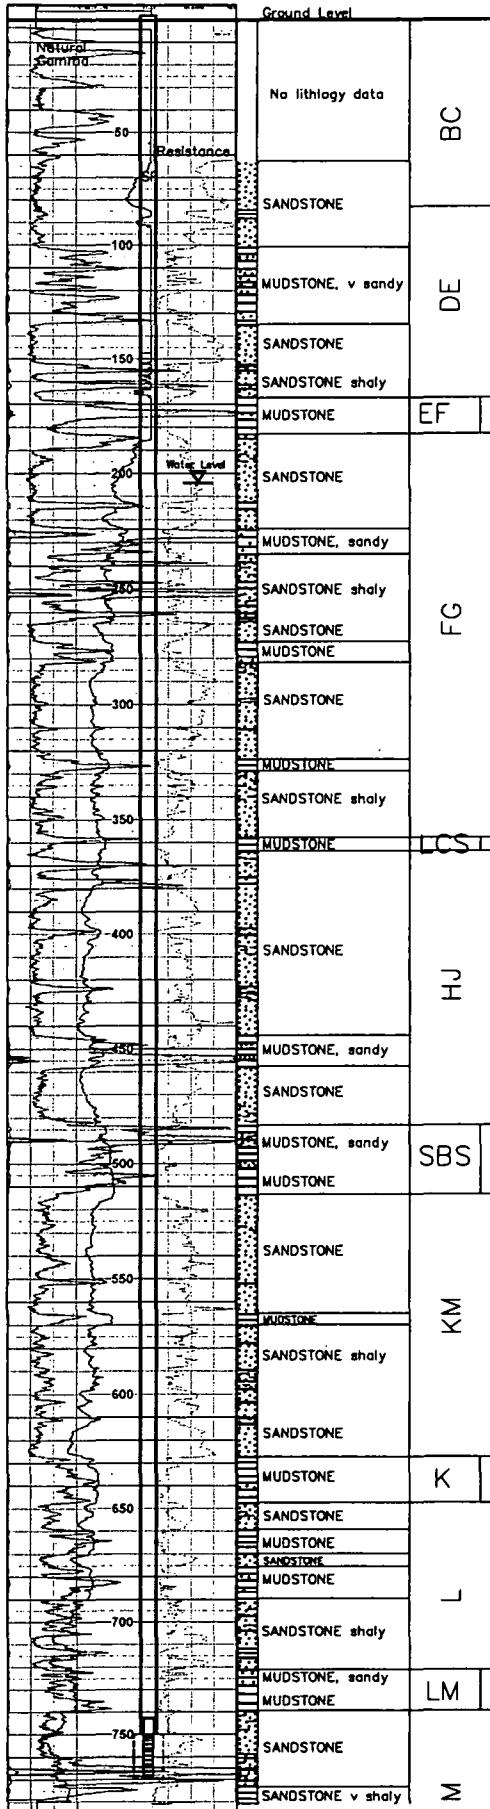 Ground Level
Natural
Gamma
No lithlogy data
50
BC
Resistance
SP
SANDSTONE
100
MUDSTONE, v sandy
DE
SANDSTONE
150
SANDSTONE shaly
MUDSTONE
EF
Water Level
200
SANDSTONE
MUDSTONE, sandy
250
SANDSTONE shaly
FG
SANDSTONE
MUDSTONE
300
SANDSTONE
MUDSTONE
SANDSTONE shaly
350
MUDSTONE
LCS
400
SANDSTONE
HJ
450
MUDSTONE, sandy
SANDSTONE
MUDSTONE, sandy
SBS
500
MUDSTONE
SANDSTONE
550
KM
MUDSTONE
SANDSTONE shaly
600
SANDSTONE
MUDSTONE
K
650
SANDSTONE
MUDSTONE
SANDSTONE
MUDSTONE
L
700
SANDSTONE shaly
MUDSTONE, sandy
LM
MUDSTONE
750
SANDSTONE
M
SANDSTONE v shaly